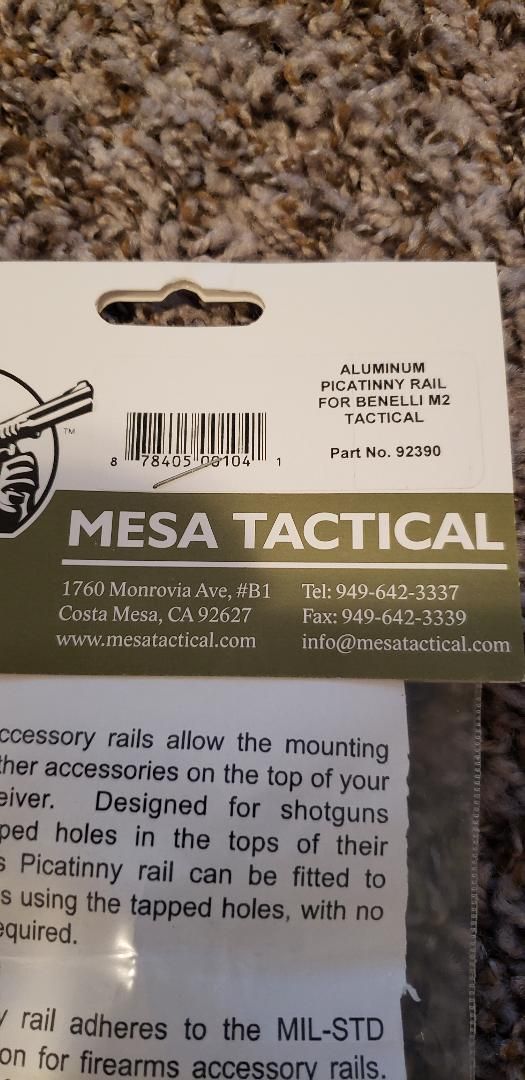 ALUMINUM
PICATINNY RAIL
FOR BENELLI M2
TACTICAL
Part No. 92390
8 78405 00104 1
TM
MESA TACTICAL
1760 Monrovia Ave, #B1
Costa Mesa, CA 92627
www.mesatactical.com
Tel: 949-642-3337
Fax: 949-642-3339
info@mesatactical.com
ccessory rails allow the mounting
ther accessories on the top of your
eiver. Designed for shotguns
ped holes in the tops of their
s Picatinny rail can be fitted to
s using the tapped holes, with no
equired.
y rail adheres to the MIL-STD
on for firearms accessory rails.